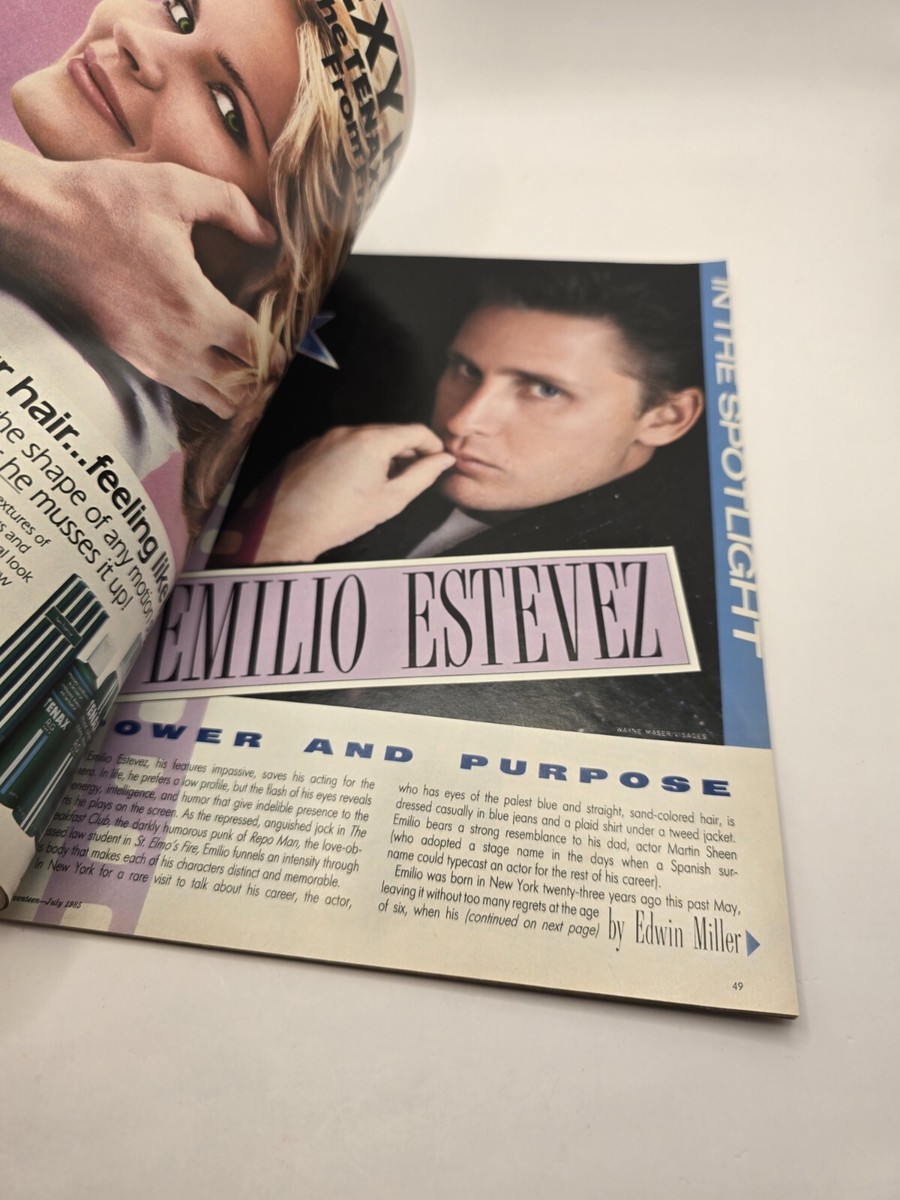 EXY H
he TENAX
From
r hair...feeling like
the shape of any motion
he musses it up!
extures of
s and
al look
TENAX
TENAX
IN THE SPOTLIGHT
EMILIO ESTEVEZ
WAYNE MASER/VISAGES
OWER AND PURPOSE
Emilio Estevez, his features impassive, saves his acting for the
In life, he prefers a low profile, but the flash of his eyes reveals
energy, intelligence, and humor that give indelible presence to the
he plays on the screen. As the repressed, anguished jock in The
eakfast Club, the darkly humorous punk of Repo Man, the love-ob-
ssed law student in St. Elmo's Fire, Emilio funnels an intensity through
s body that makes each of his characters distinct and memorable.
In New York for a rare visit to talk about his career, the actor,
who has eyes of the palest blue and straight, sand-colored hair, is
dressed casually in blue jeans and a plaid shirt under a tweed jacket.
Emilio bears a strong resemblance to his dad, actor Martin Sheen
(who adopted a stage name in the days when a Spanish sur-
name could typecast an actor for the rest of his career).
Emilio was born in New York twenty-three years ago this past May,
leaving it without too many regrets at the age
of six, when his (continued on next page)
by Edwin Miller
enteen—July 1985
49